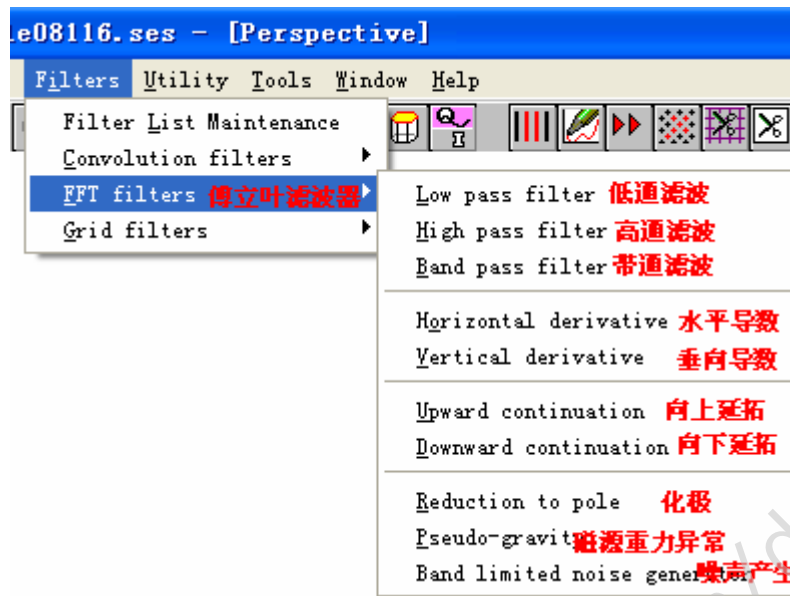 le08116.ses - [Perspective]
Filters Utility Tools Window Help
Filter List Maintenance
Convolution filters
FFT filters 傅立叶滤波器
Grid filters
Low pass filter 低通滤波
High pass filter 高通滤波
Band pass filter 带通滤波
Horizontal derivative 水平导数
Vertical derivative 垂向导数
Upward continuation 向上延拓
Downward continuation 向下延拓
Reduction to pole 化极
Pseudo-gravit 磁源重力异常
Band limited noise gener 噪声产生